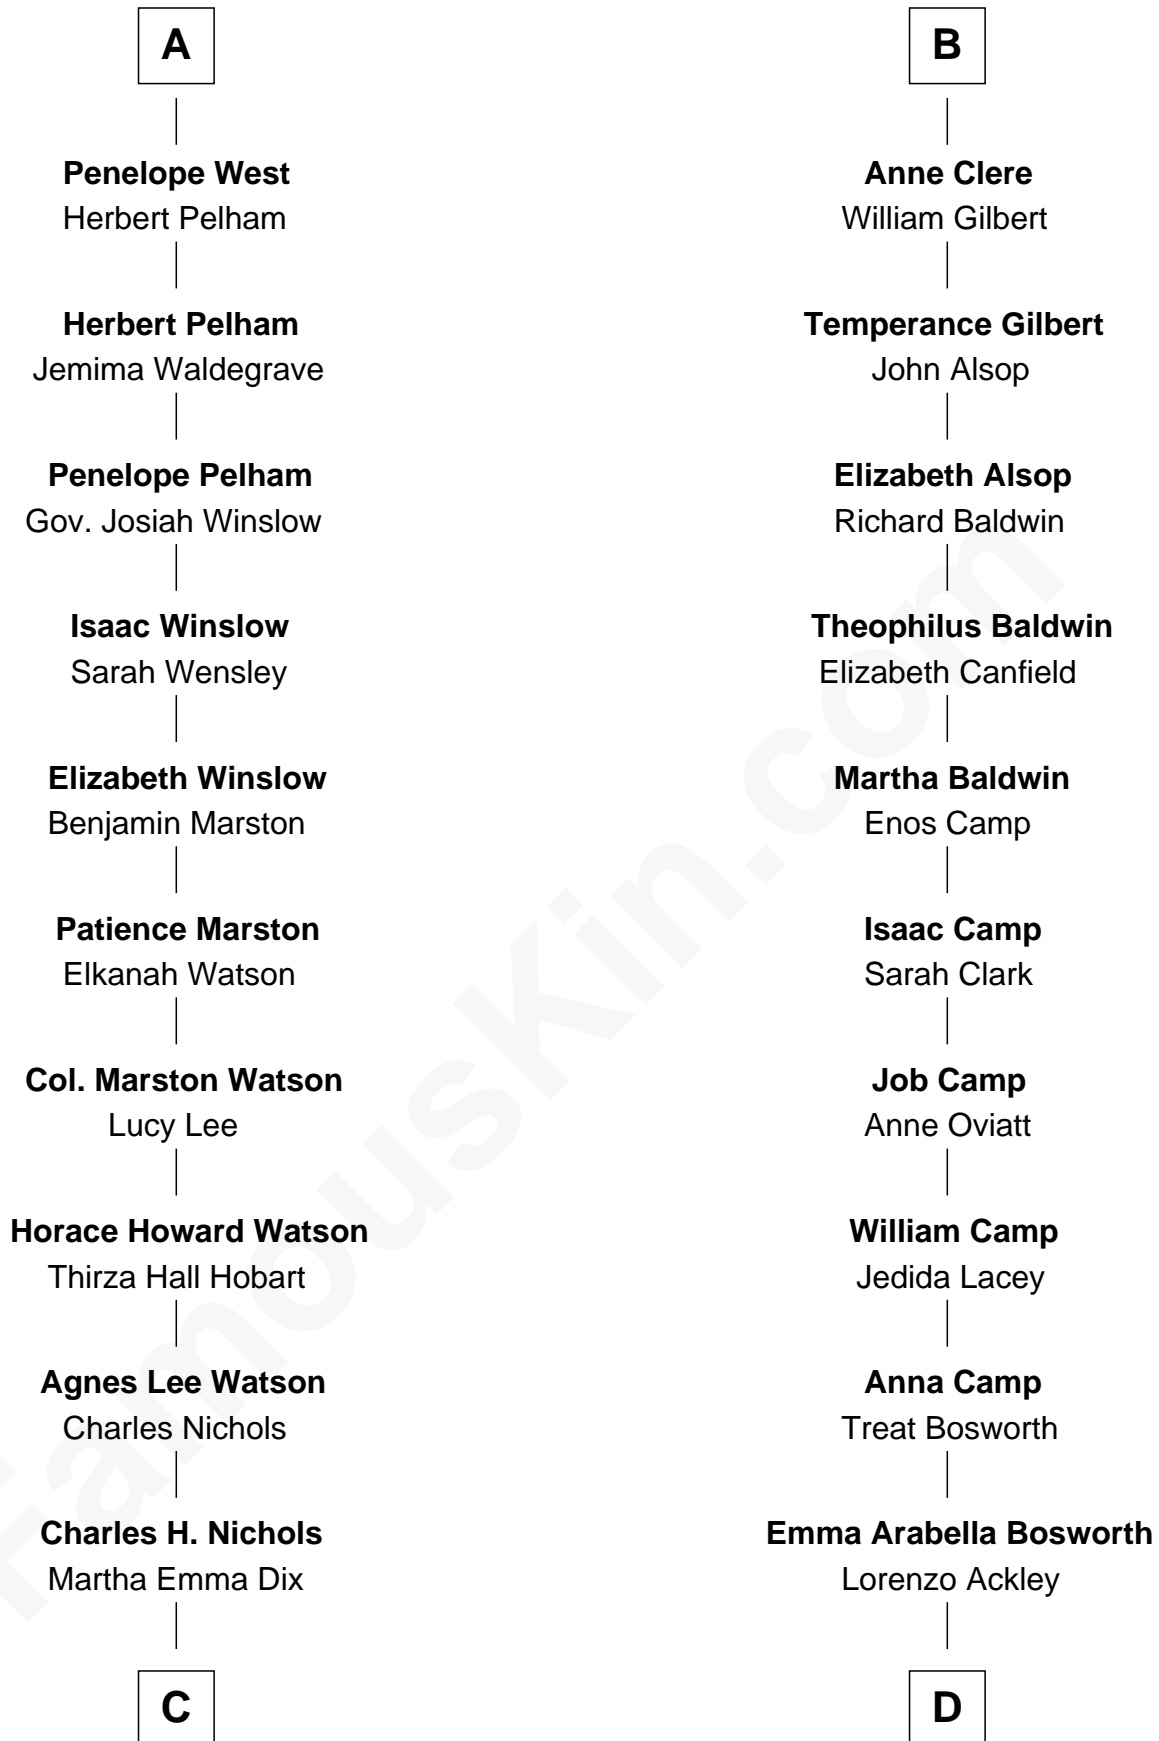 A
Penelope West
Herbert Pelham
Herbert Pelham
Jemima Waldegrave
Penelope Pelham
Gov. Josiah Winslow
Isaac Winslow
Sarah Wensley
Elizabeth Winslow
Benjamin Marston
Patience Marston
Elkanah Watson
Col. Marston Watson
Lucy Lee
Horace Howard Watson
Thirza Hall Hobart
Agnes Lee Watson
Charles Nichols
Charles H. Nichols
Martha Emma Dix
C
B
Anne Clere
William Gilbert
Temperance Gilbert
John Alsop
Elizabeth Alsop
Richard Baldwin
Theophilus Baldwin
Elizabeth Canfield
Martha Baldwin
Enos Camp
Isaac Camp
Sarah Clark
Job Camp
Anne Oviatt
William Camp
Jedida Lacey
Anna Camp
Treat Bosworth
Emma Arabella Bosworth
Lorenzo Ackley
D
FamousKin.com